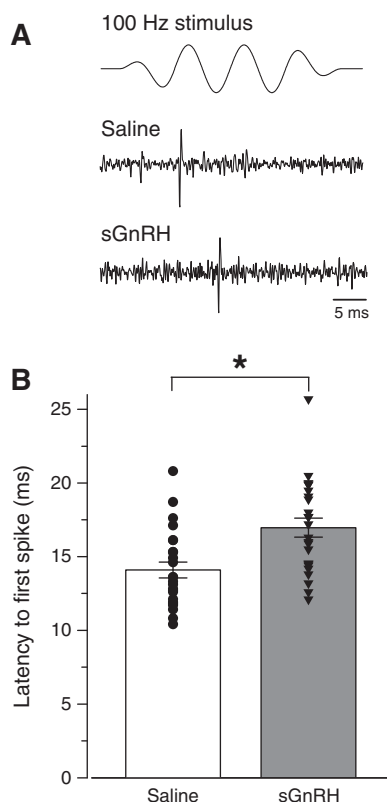 A
100 Hz stimulus
Saline
sGnRH
5 ms
B
*
25
20
15
10
5
0
Latency to first spike (ms)
Saline
sGnRH